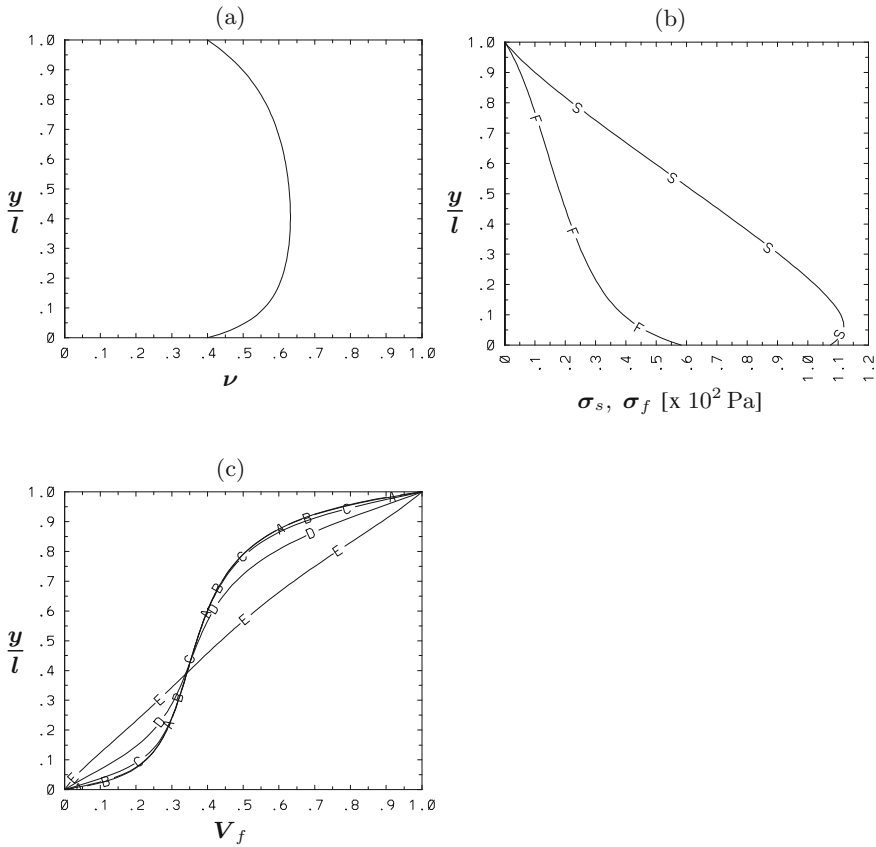 (a)
1.0
.9
.8
.7
.6
.5
.4
.3
.2
.1
0
y
l
0 .1 .2 .3 .4 .5 .6 .7 .8 .9 1.0
ν
(b)
1.0
.9
.8
.7
.6
.5
.4
.3
.2
.1
0
y
l
F F F
S S S S
0 .1 .2 .3 .4 .5 .6 .7 .8 .9 1.0 1.1 1.2
σs, σf [x 10² Pa]
(c)
1.0
.9
.8
.7
.6
.5
.4
.3
.2
.1
0
y
l
A B C A
D
A B
C
E
B
A D
E
C
E B
D A
C
E A B
0 .1 .2 .3 .4 .5 .6 .7 .8 .9 1.0
Vf